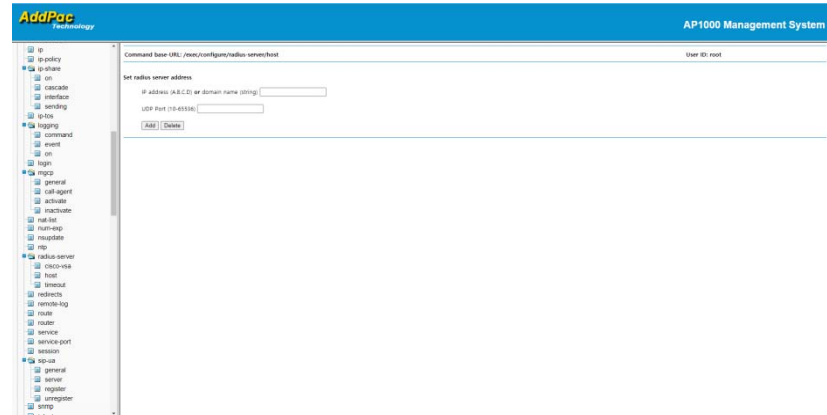 AddPac
Technology
AP1000 Management System
ip
ip-policy
ip-share
on
cascade
interface
sending
ip-tos
logging
command
event
on
login
mgcp
general
call-agent
activate
inactivate
nat-list
num-exp
nsupdate
ntp
radius-server
cisco-vsa
host
timeout
redirects
remote-log
route
router
service
service-port
session
sip-ua
general
server
register
unregister
snmp
Command base-URL: /exec/configure/radius-server/host
User ID: root
Set radius server address
IP address (A.B.C.D) or domain name (string)
UDP Port (10-65536)
Add Delete